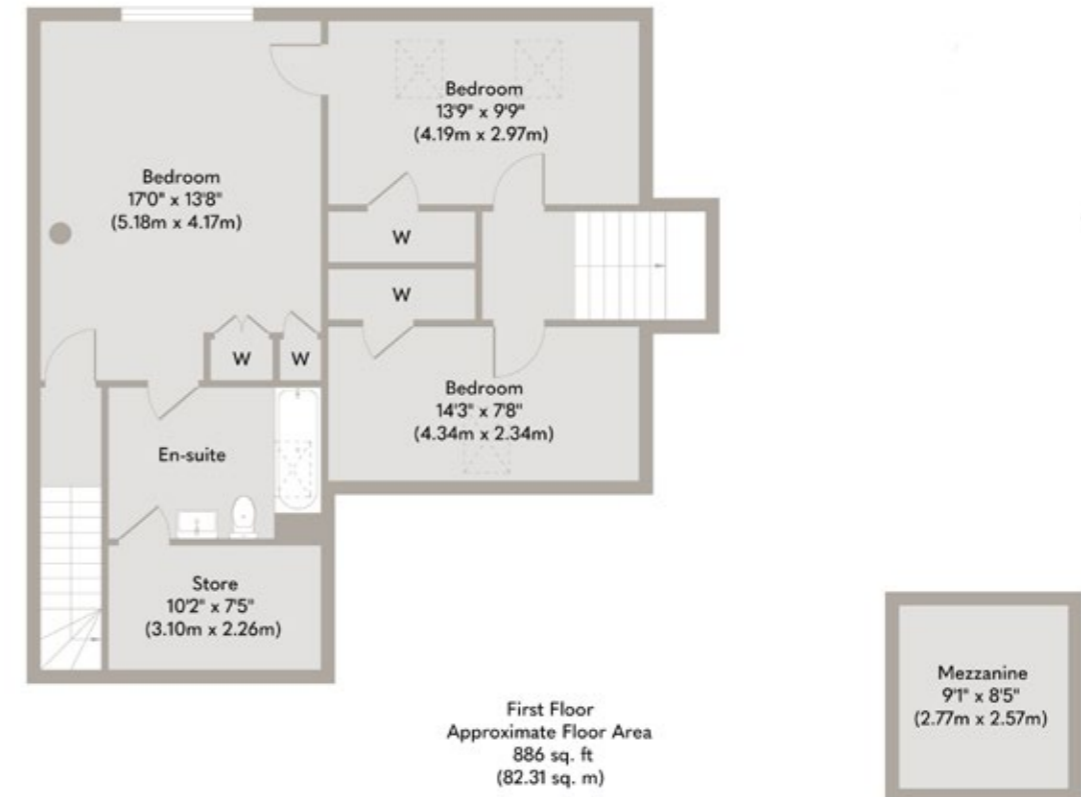 Bedroom
13'9" x 9'9"
(4.19m x 2.97m)
Bedroom
17'0" x 13'8"
(5.18m x 4.17m)
W
W
W
W
Bedroom
14'3" x 7'8"
(4.34m x 2.34m)
En-suite
Store
10'2" x 7'5"
(3.10m x 2.26m)
Mezzanine
9'1" x 8'5"
(2.77m x 2.57m)
First Floor
Approximate Floor Area
886 sq. ft
(82.31 sq. m)